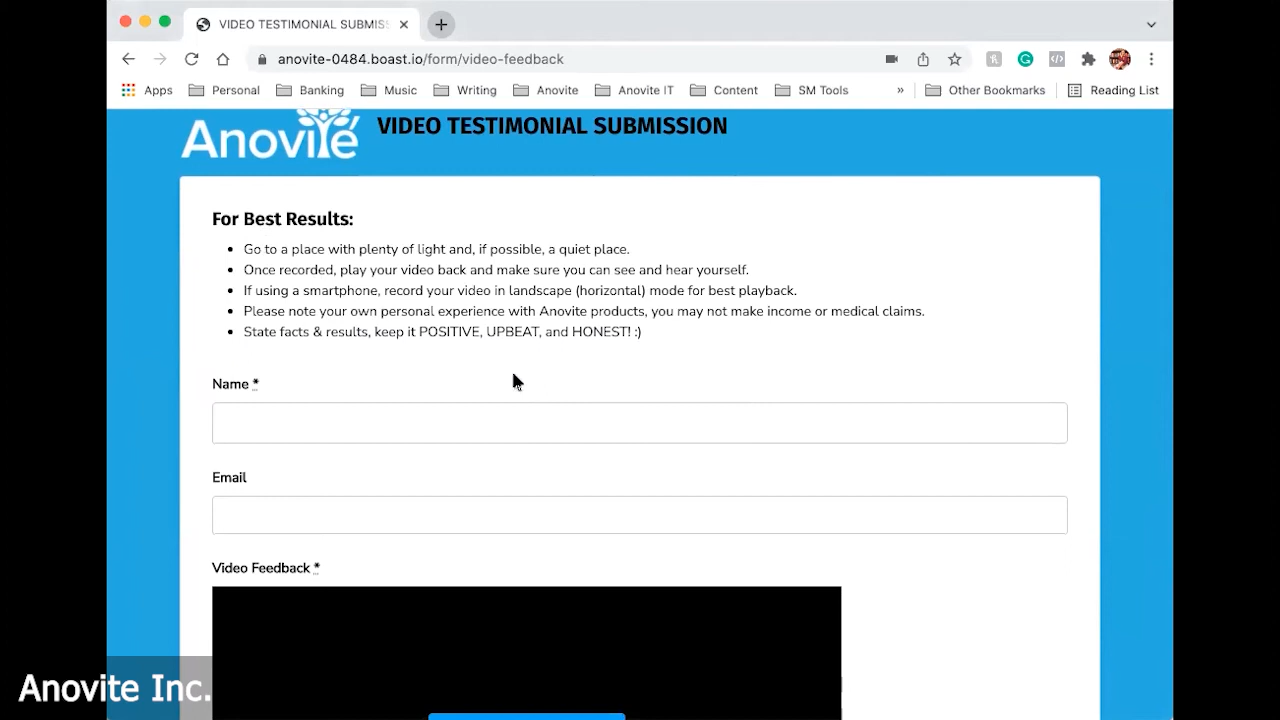 VIDEO TESTIMONIAL SUBMIS
anovite-0484.boast.io/form/video-feedback
Apps Personal Banking Music Writing Anovite Anovite IT Content SM Tools » Other Bookmarks Reading List
Anovite VIDEO TESTIMONIAL SUBMISSION
For Best Results:
• Go to a place with plenty of light and, if possible, a quiet place.
• Once recorded, play your video back and make sure you can see and hear yourself.
• If using a smartphone, record your video in landscape (horizontal) mode for best playback.
• Please note your own personal experience with Anovite products, you may not make income or medical claims.
• State facts & results, keep it POSITIVE, UPBEAT, and HONEST! :)
Name *
Email
Video Feedback *
Anovite Inc.